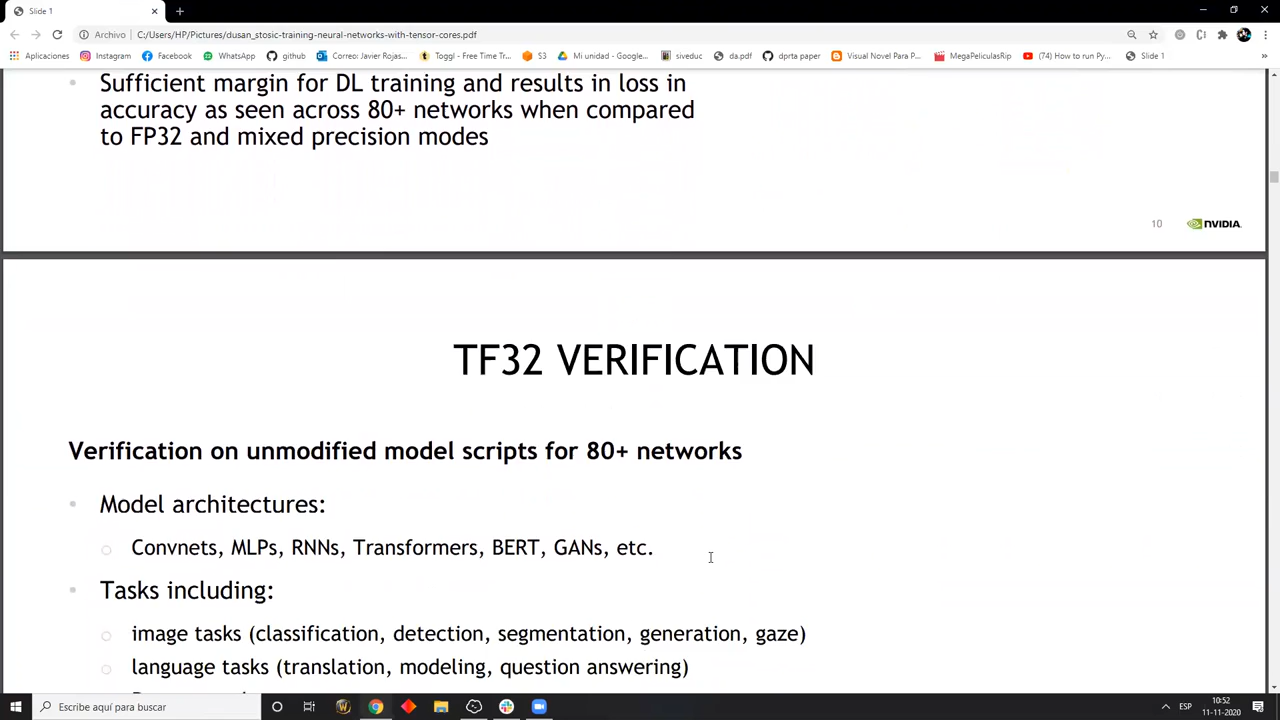 Slide 1
Archivo
C:/Users/HP/Pictures/dusan_stosic-training-neural-networks-with-tensor-cores.pdf
Aplicaciones
Instagram
Facebook
WhatsApp
github
Correo: Javier Rojas...
Toggl - Free Time Tr...
S3
Mi unidad - Google...
siveduc
da.pdf
dprta paper
Visual Novel Para P...
MegaPeliculasRip
(74) How to run Py...
Slide 1
»
Sufficient margin for DL training and results in loss in
accuracy as seen across 80+ networks when compared
to FP32 and mixed precision modes
10
NVIDIA.
TF32 VERIFICATION
Verification on unmodified model scripts for 80+ networks
Model architectures:
Convnets, MLPs, RNNs, Transformers, BERT, GANs, etc.
Tasks including:
image tasks (classification, detection, segmentation, generation, gaze)
language tasks (translation, modeling, question answering)
Escribe aquí para buscar
ESP
10:52
11-11-2020